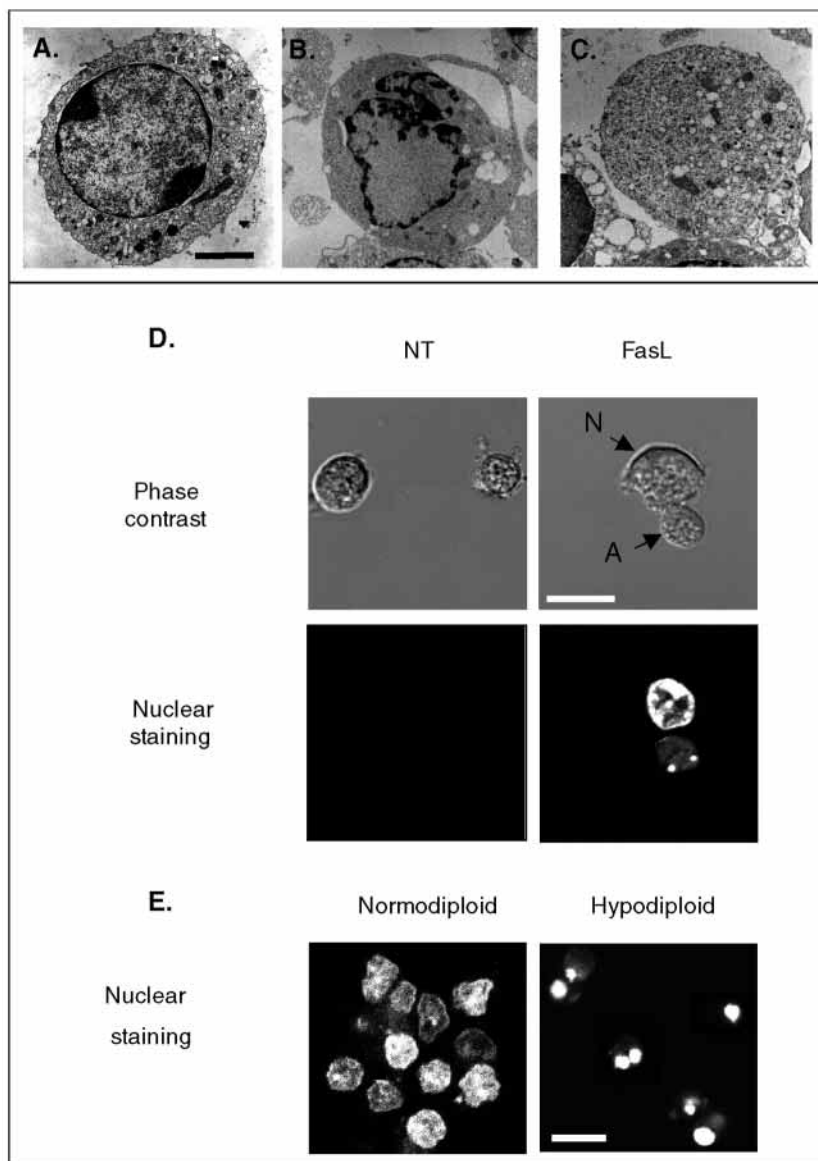 A.
B.
C.
D.
NT
FasL
Phase
contrast
N
A
Nuclear
staining
E.
Normodiploid
Hypodiploid
Nuclear
staining